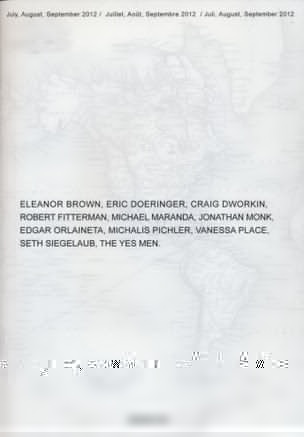 July, August, September 2012 / Juillet, Août, Septembre 2012 / Juli, August, September 2012
ELEANOR BROWN, ERIC DOERINGER, CRAIG DWORKIN,
ROBERT FITTERMAN, MICHAEL MARANDA, JONATHAN MONK,
EDGAR ORLAINETA, MICHALIS PICHLER, VANESSA PLACE,
SETH SIEGELAUB, THE YES MEN.